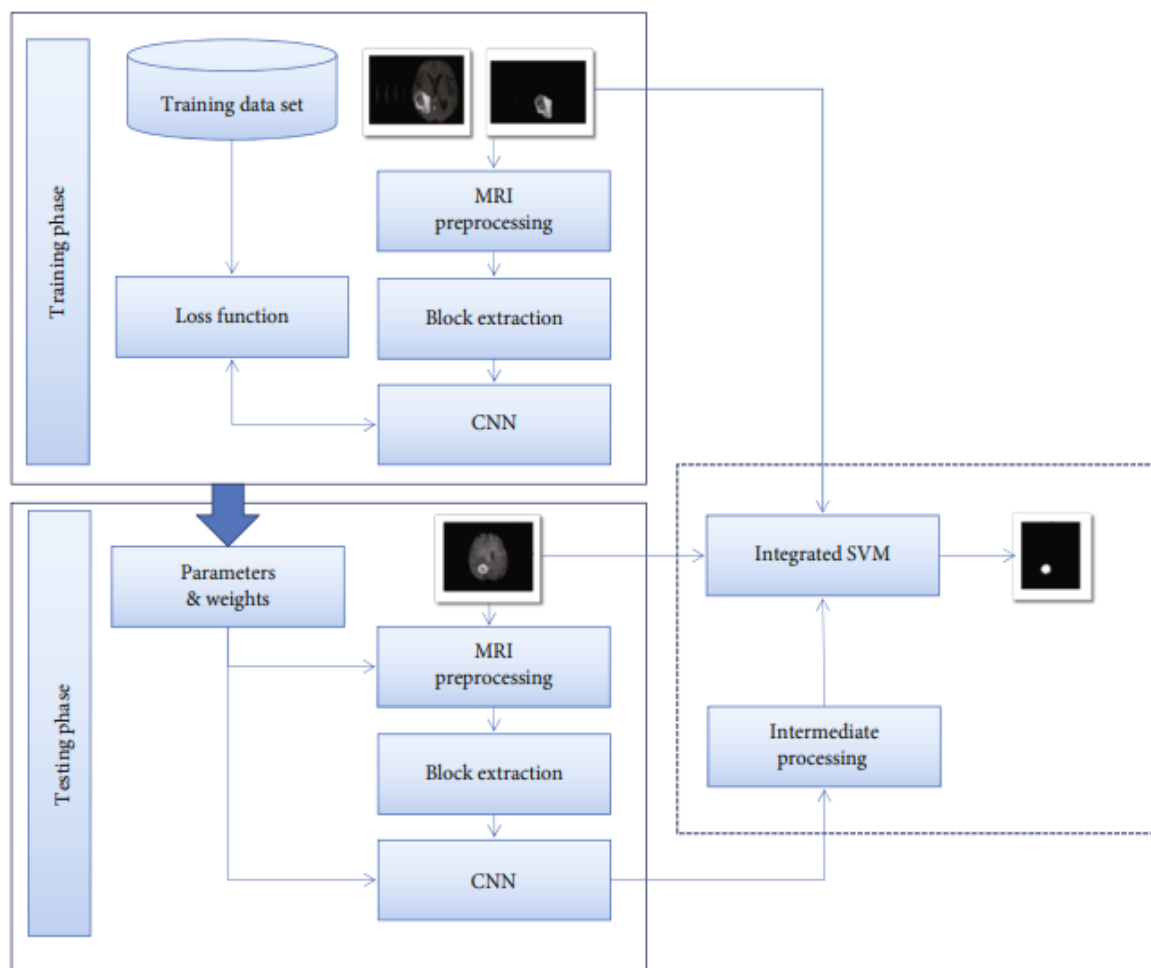 Training phase
Training data set
MRI
preprocessing
Loss function
Block extraction
CNN
Testing phase
Parameters
& weights
MRI
preprocessing
Block extraction
CNN
Integrated SVM
Intermediate
processing